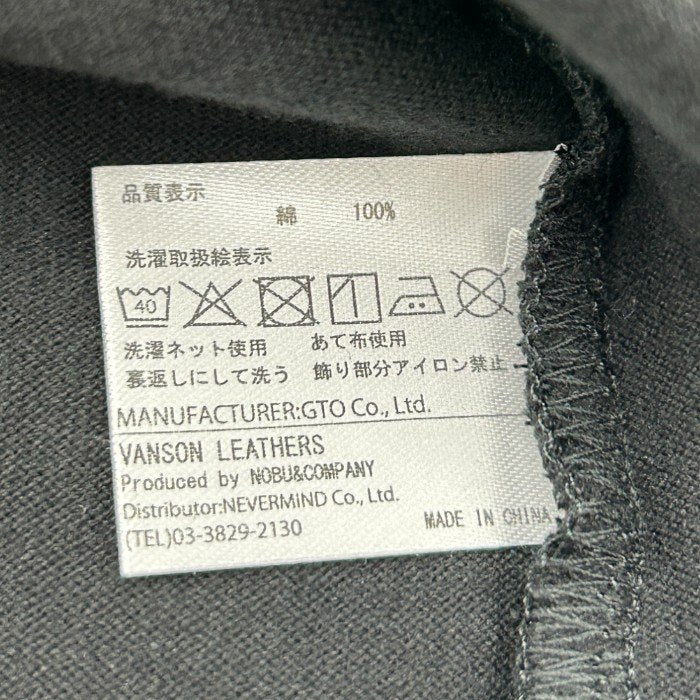 品質表示
綿 100%
洗濯取扱絵表示
40
洗濯ネット使用 あて布使用
裏返しにして洗う 飾り部分アイロン禁止
MANUFACTURER:GTO Co., Ltd.
VANSON LEATHERS
Produced by NOBU&COMPANY
Distributor:NEVERMIND Co., Ltd.
(TEL)03-3829-2130
MADE IN CHINA